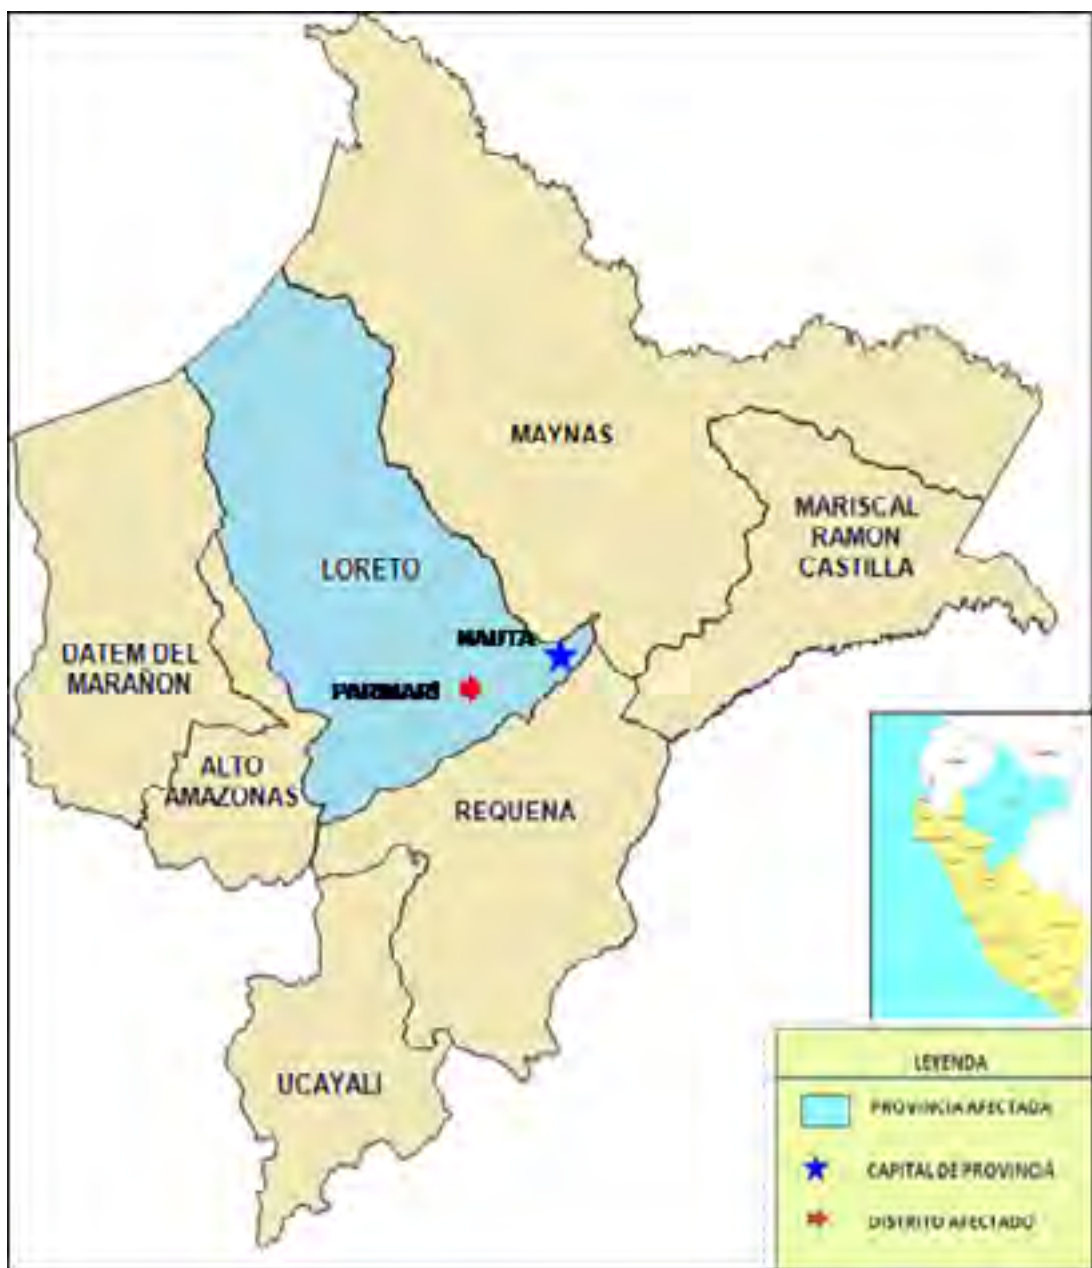 MAYNAS
MARISCAL
RAMON
CASTILLA
LORETO
NAUTA
DATEM DEL
MARAÑON
PARINARÍ
ALTO
AMAZONAS
REQUENA
UCAYALI
LEYENDA
PROVINCIA AFECTADA
CAPITAL DE PROVINCIA
DISTRITO AFECTADO